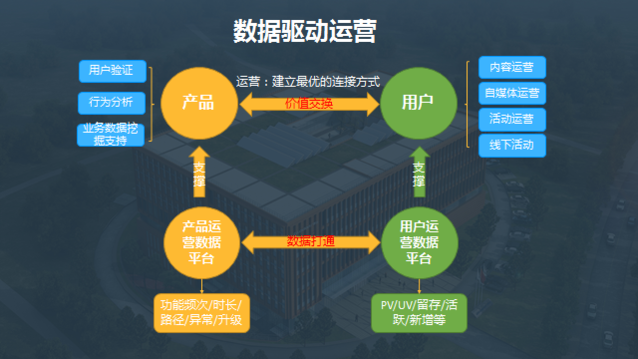 数据驱动运营
用户验证
行为分析
业务数据挖
掘支持
产品
运营：建立最优的连接方式
价值交换
用户
内容运营
自媒体运营
活动运营
线下活动
支
撑
支
撑
产品运
营数据
平台
数据打通
用户运
营数据
平台
功能频次/时长/
路径/异常/升级
PV/UV/留存/活
跃/新增等